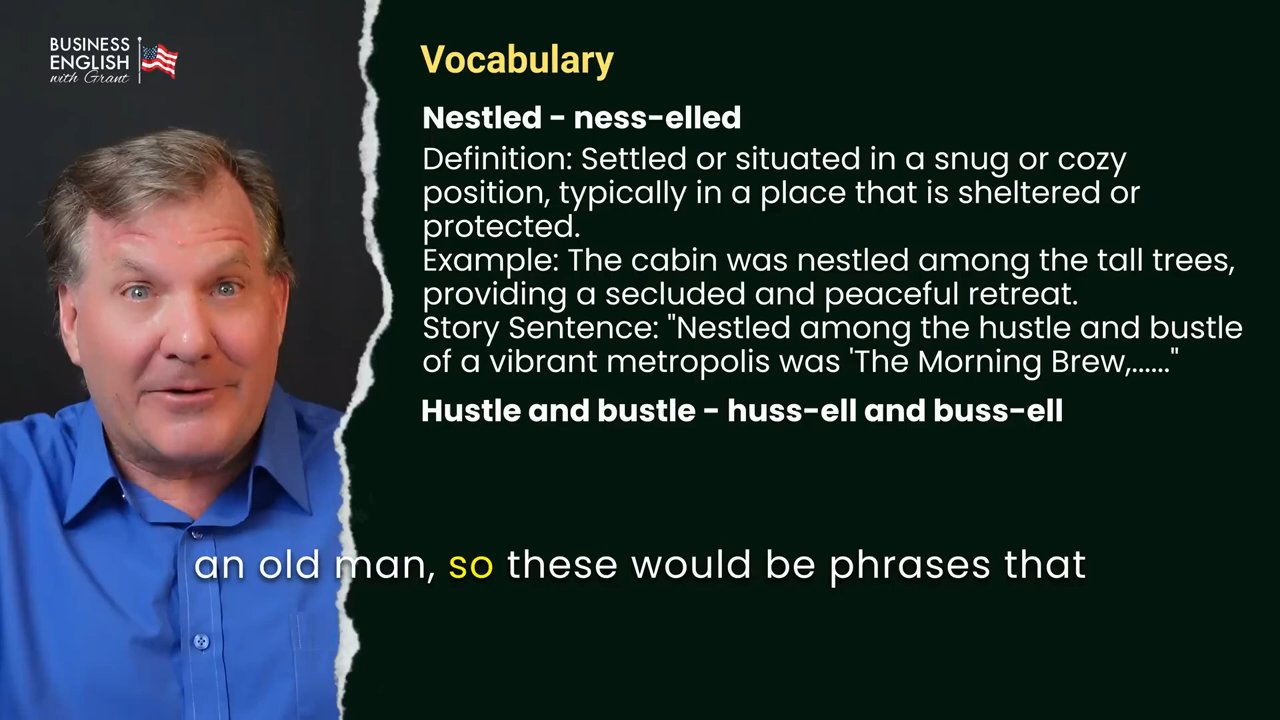 BUSINESS
ENGLISH
with Grant
Vocabulary
Nestled - ness-elled
Definition: Settled or situated in a snug or cozy
position, typically in a place that is sheltered or
protected.
Example: The cabin was nestled among the tall trees,
providing a secluded and peaceful retreat.
Story Sentence: "Nestled among the hustle and bustle
of a vibrant metropolis was 'The Morning Brew,......"
Hustle and bustle - huss-ell and buss-ell
an old man, so these would be phrases that